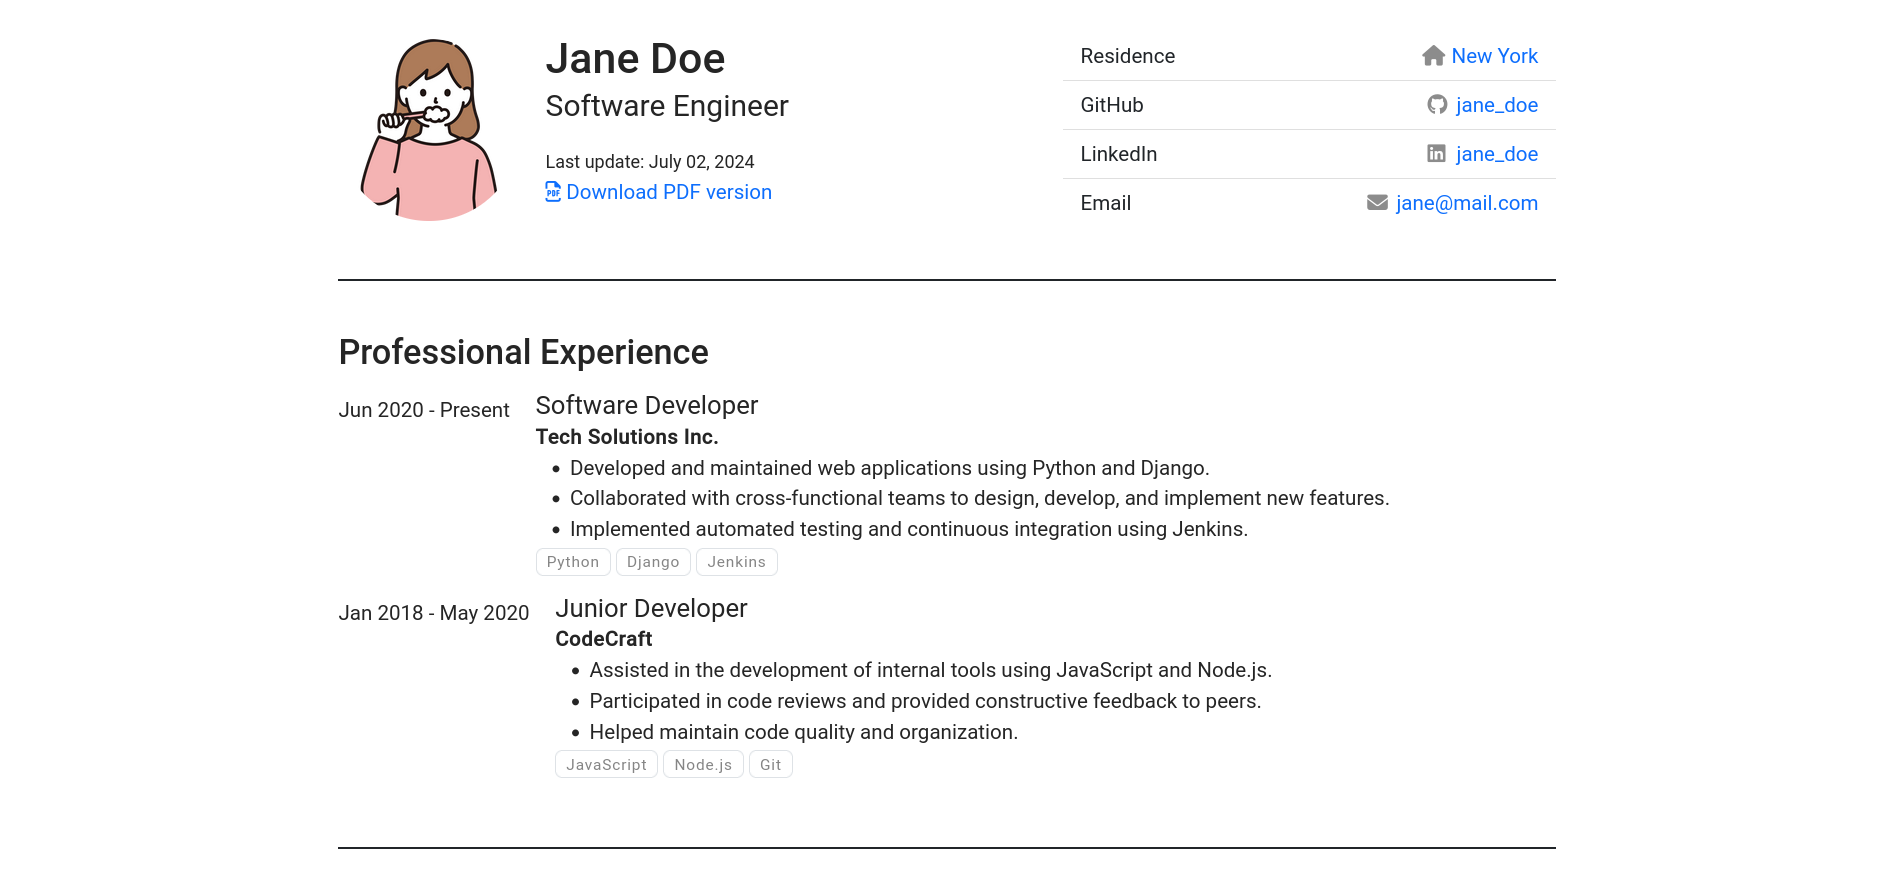 Jane Doe
Software Engineer
Last update: July 02, 2024
Download PDF version
Residence New York
GitHub jane_doe
LinkedIn jane_doe
Email jane@mail.com
Professional Experience
Jun 2020 - Present
Software Developer
Tech Solutions Inc.
• Developed and maintained web applications using Python and Django.
• Collaborated with cross-functional teams to design, develop, and implement new features.
• Implemented automated testing and continuous integration using Jenkins.
Python Django Jenkins
Jan 2018 - May 2020
Junior Developer
CodeCraft
• Assisted in the development of internal tools using JavaScript and Node.js.
• Participated in code reviews and provided constructive feedback to peers.
• Helped maintain code quality and organization.
JavaScript Node.js Git